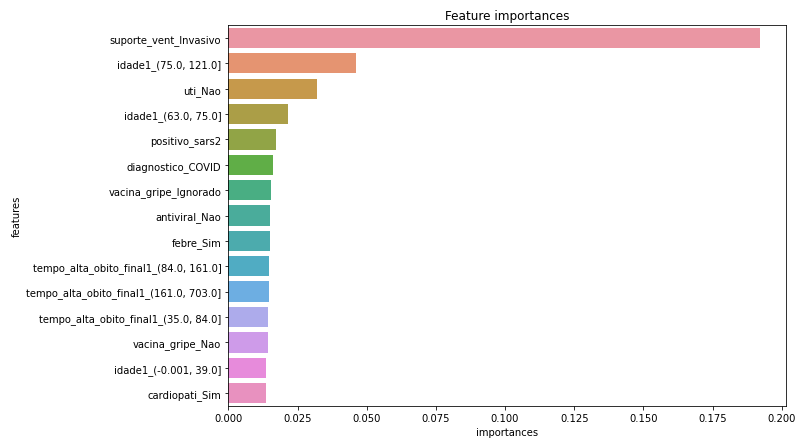 Feature importances
suporte_vent_Invasivo
idade1_(75.0, 121.0]
uti_Nao
idade1_(63.0, 75.0]
positivo_sars2
diagnostico_COVID
vacina_gripe_Ignorado
antiviral_Nao
febre_Sim
tempo_alta_obito_final1_(84.0, 161.0]
tempo_alta_obito_final1_(161.0, 703.0]
tempo_alta_obito_final1_(35.0, 84.0]
vacina_gripe_Nao
idade1_(-0.001, 39.0]
cardiopati_Sim
features
0.000 0.025 0.050 0.075 0.100 0.125 0.150 0.175 0.200
importances